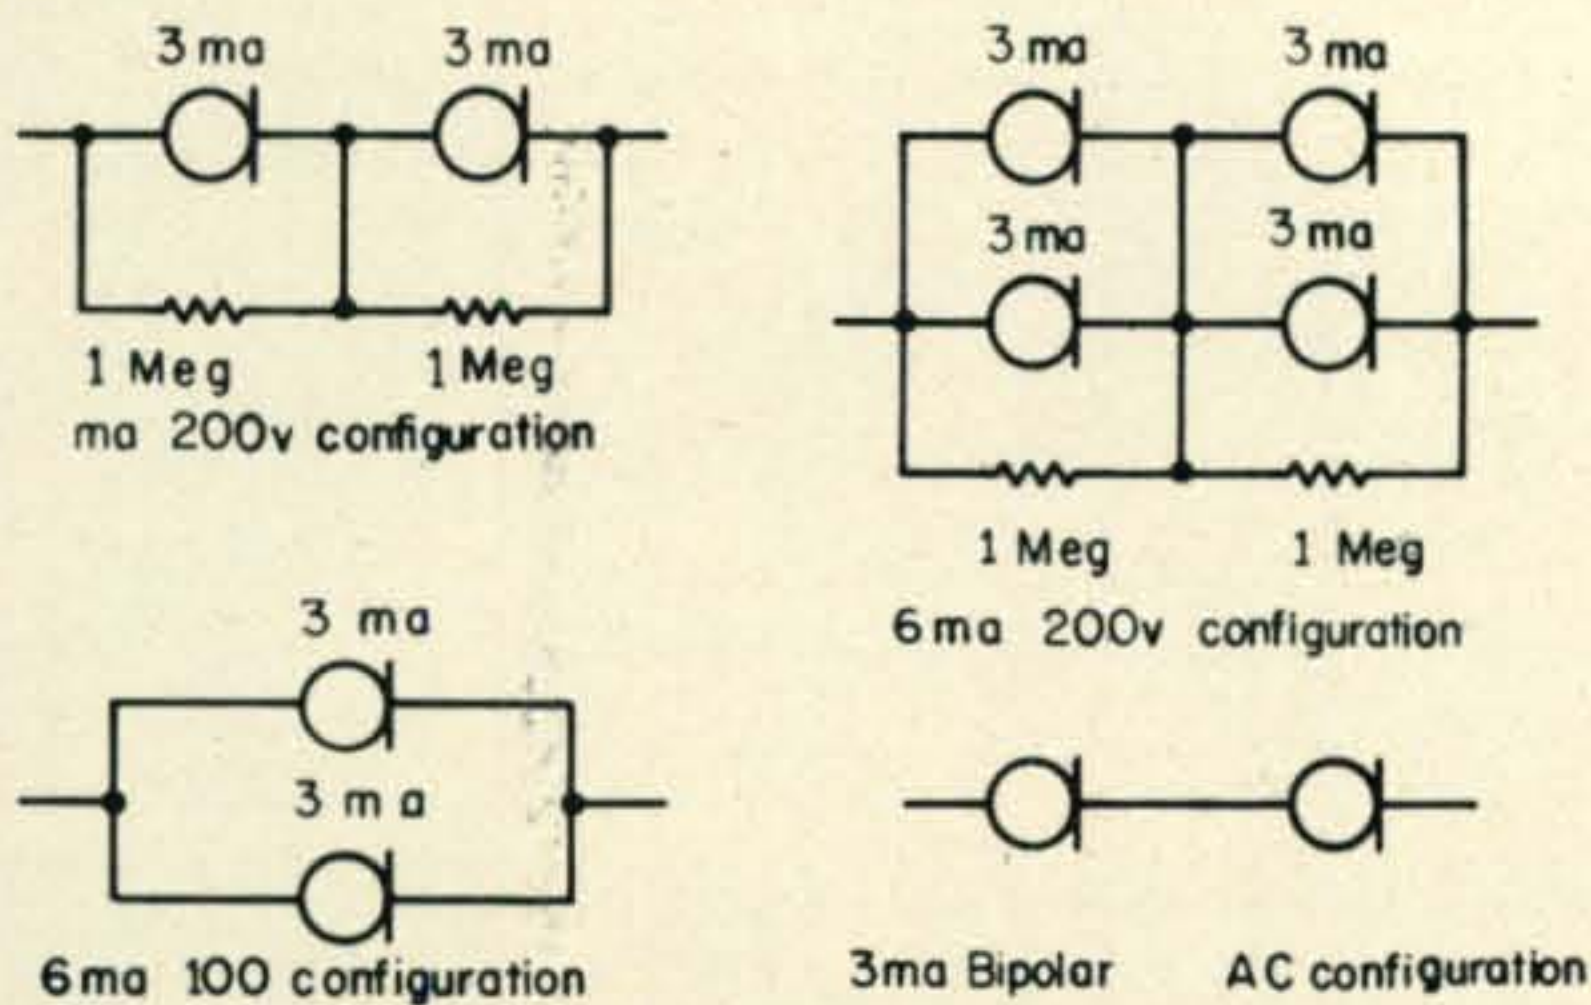 3 ma 3 ma
1 Meg 1 Meg
ma 200v configuration
3 ma 3 ma
3 ma 3 ma
1 Meg 1 Meg
6 ma 200v configuration
3 ma
3 ma
6 ma 100 configuration
3ma Bipolar AC configuration